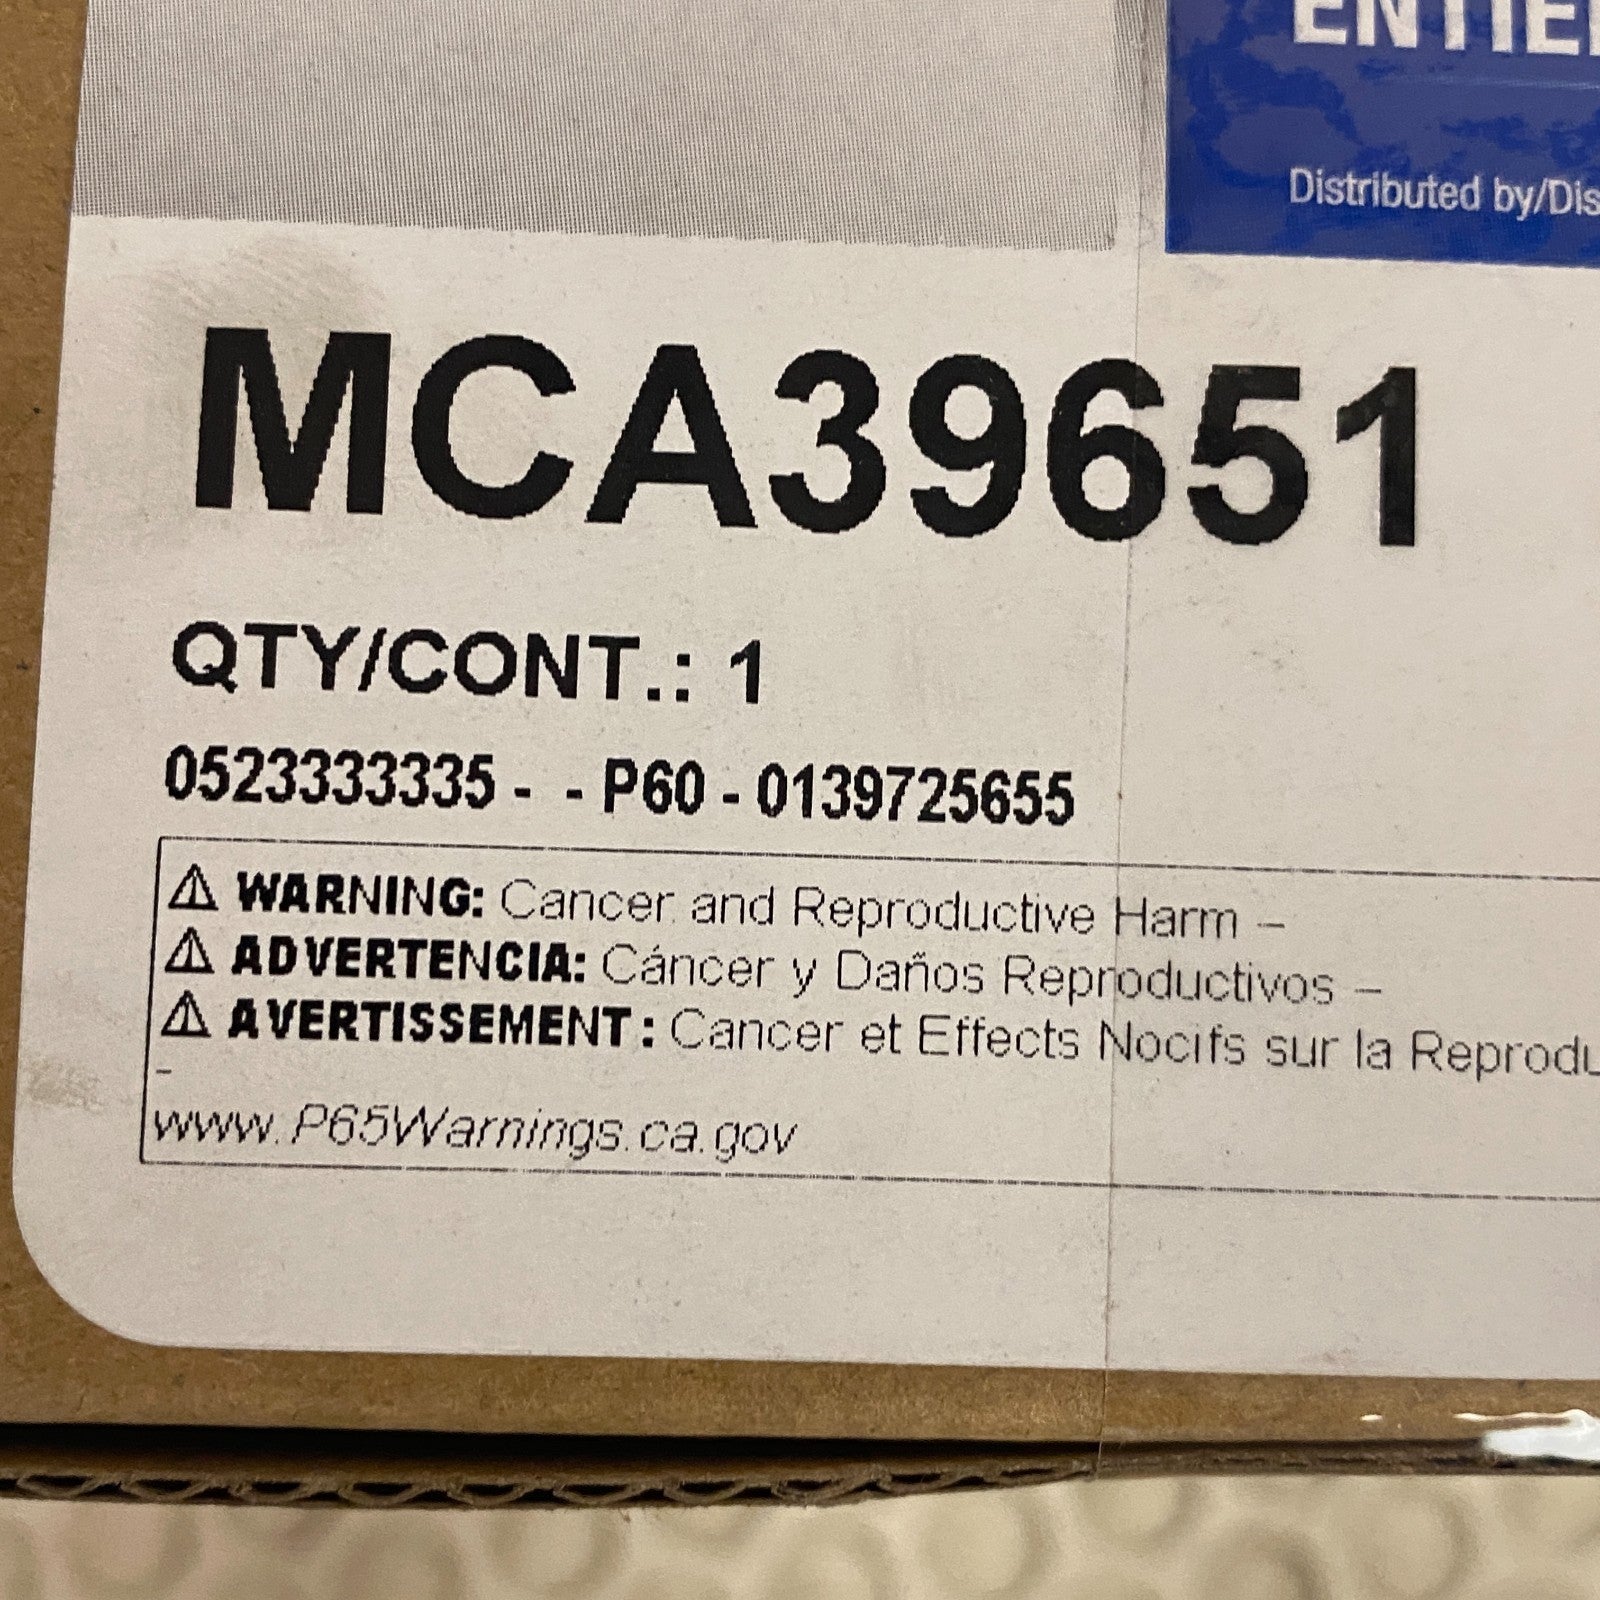 Distributed by/Dis
MCA39651
QTY/CONT.: 1
0523333335 - - P60 - 0139725655
⚠ WARNING: Cancer and Reproductive Harm –
⚠ ADVERTENCIA: Cáncer y Daños Reproductivos –
⚠ AVERTISSEMENT: Cancer et Effects Nocifs sur la Reprodu
-
www.P65Warnings.ca.gov